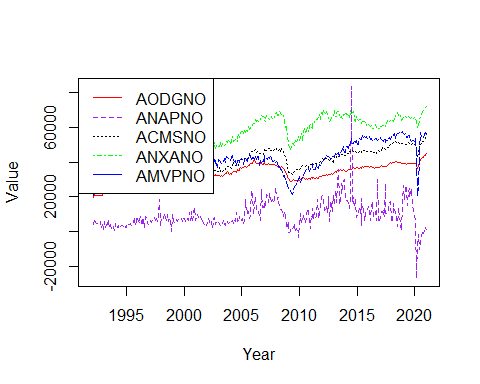 AODGNO
ANAPNO
ACMSNO
ANXANO
AMVPNO
60000
20000
-20000
Value
1995 2000 2005 2010 2015 2020
Year